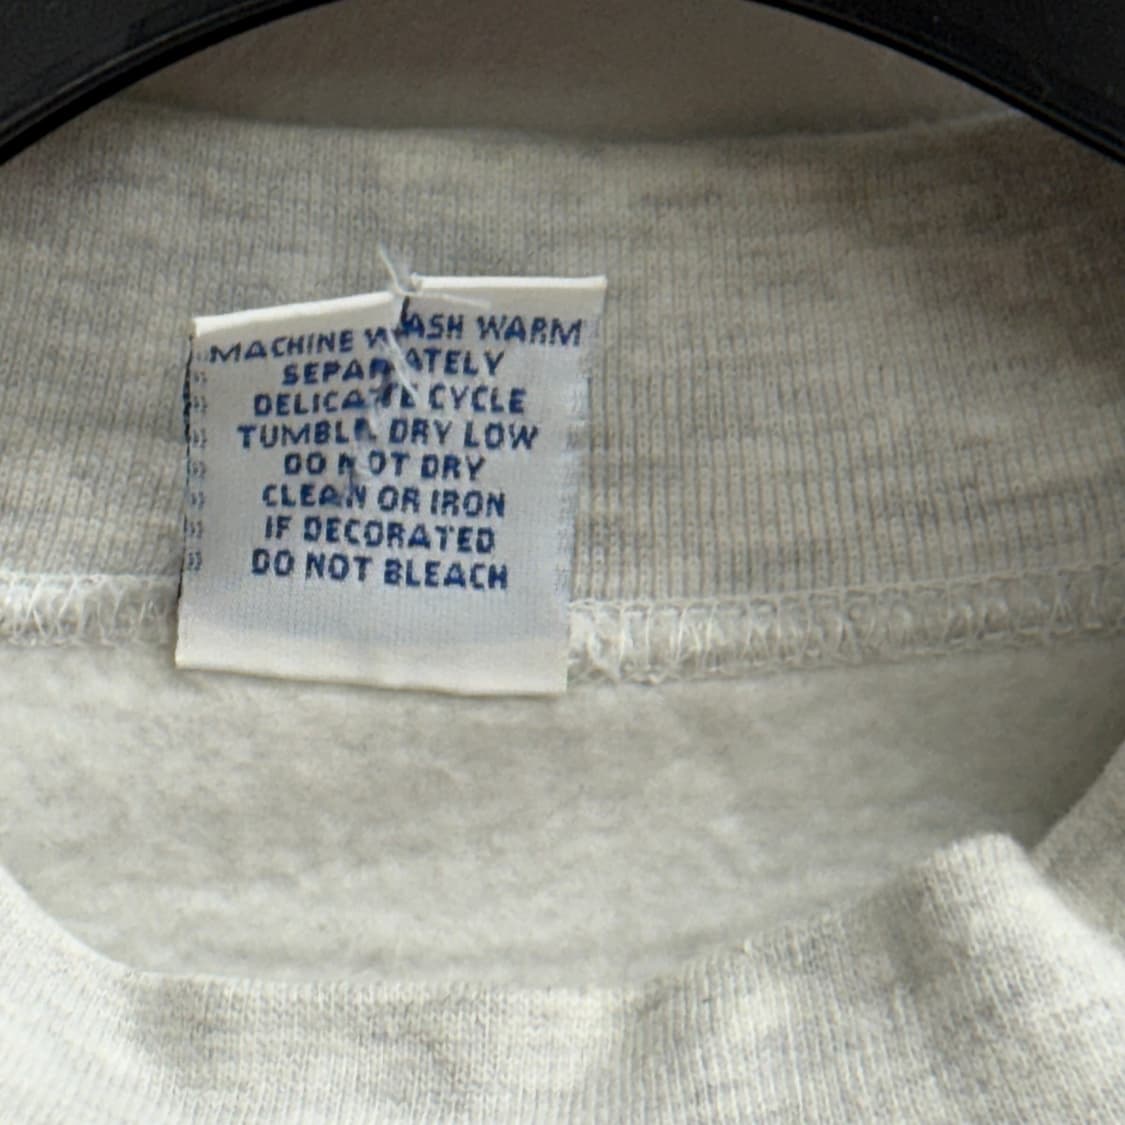 MACHINE WASH WARM
SEPARATELY
DELICATE CYCLE
TUMBLE DRY LOW
DO NOT DRY
CLEAN OR IRON
IF DECORATED
DO NOT BLEACH